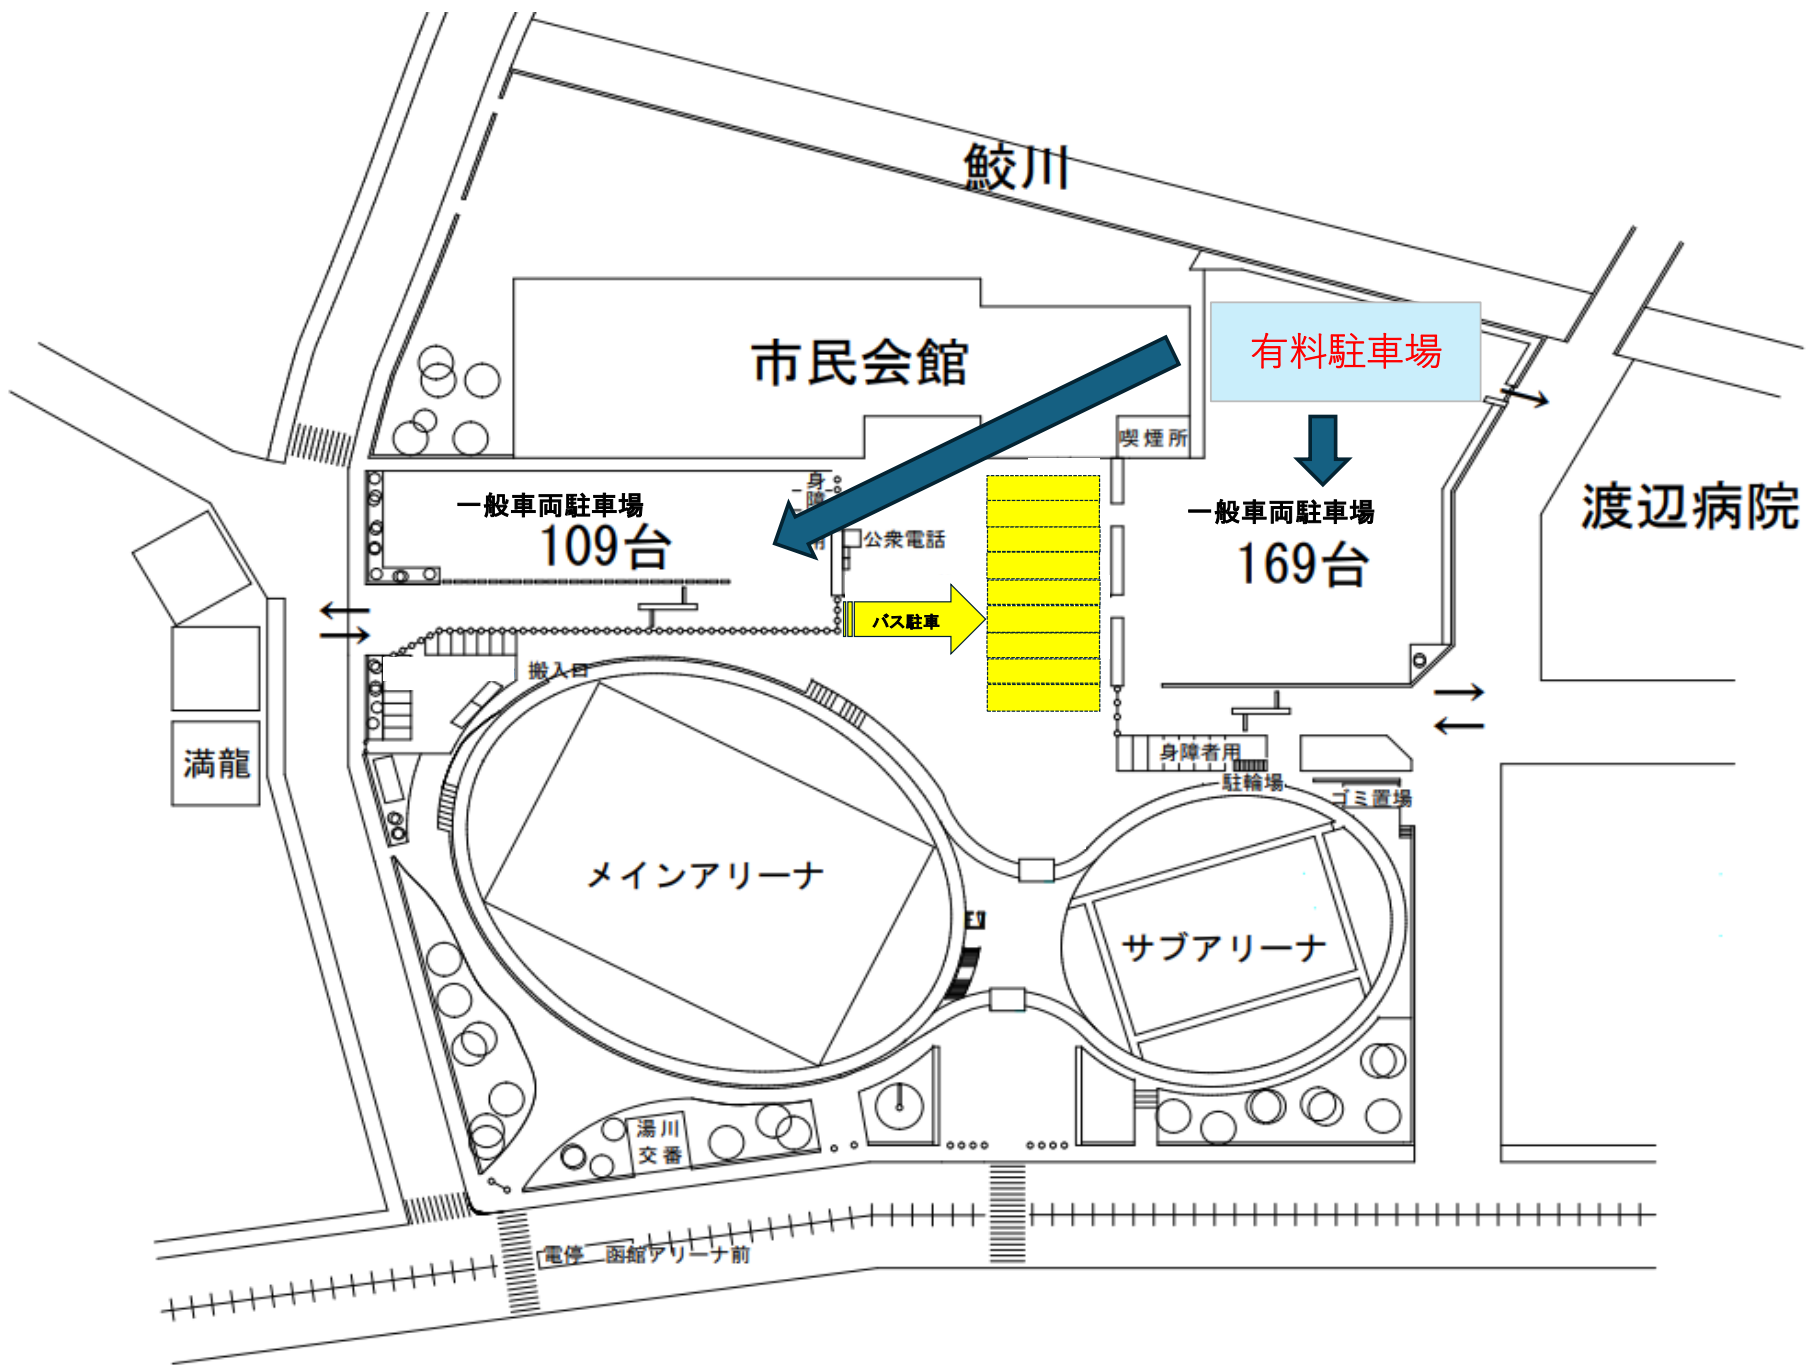 鮫川
市民会館
有料駐車場
喫煙所
一般車両駐車場
109台
身障
用
公衆電話
一般車両駐車場
169台
渡辺病院
バス駐車
搬入口
満龍
身障者用
駐輪場
ゴミ置場
メインアリーナ
サブアリーナ
湯川
交番
電停 函館アリーナ前